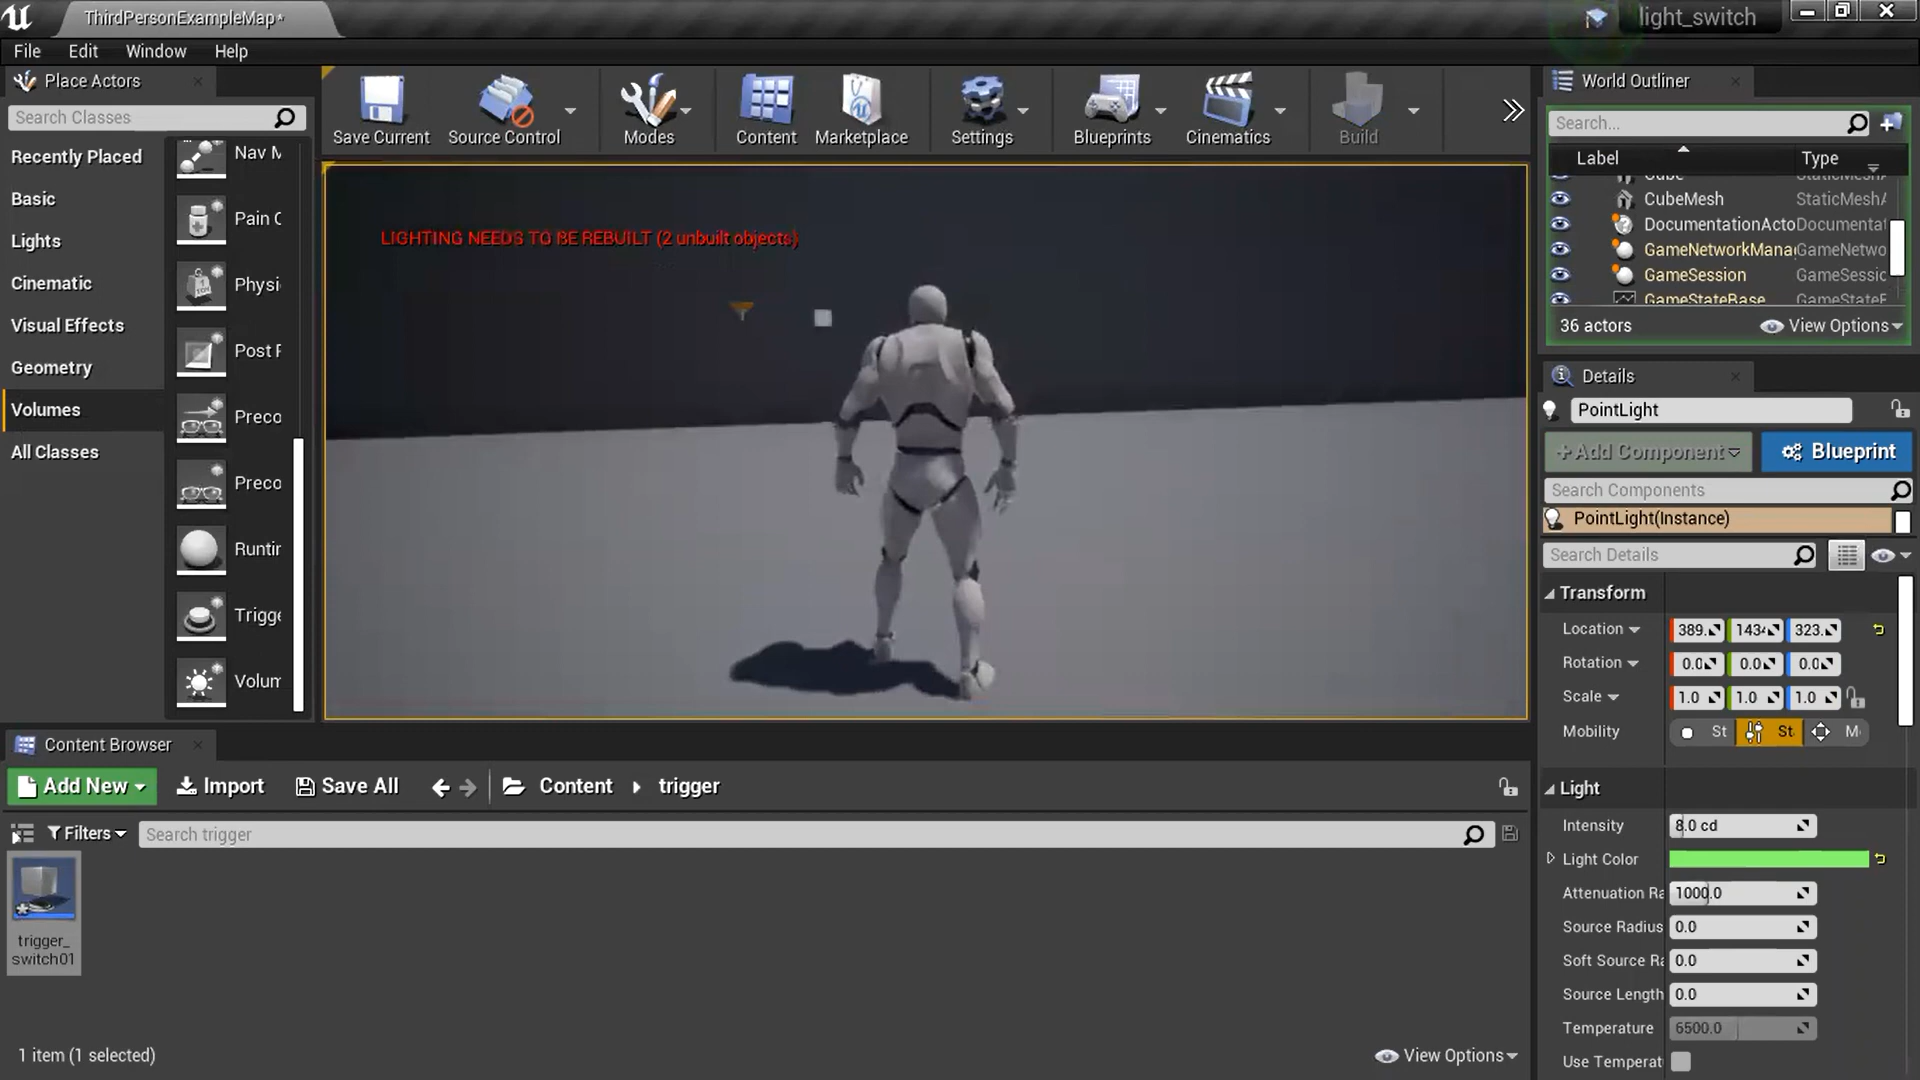 ThirdPersonExampleMap*
light_switch
File
Edit
Window
Help
Place Actors
Search Classes
Recently Placed
Basic
Lights
Cinematic
Visual Effects
Geometry
Volumes
All Classes
Nav M
Pain C
Physi
Post F
Preco
Preco
Runtir
Trigge
Volum
Save Current
Source Control
Modes
Content
Marketplace
Settings
Blueprints
Cinematics
Build
LIGHTING NEEDS TO BE REBUILT (2 unbuilt objects)
World Outliner
Search...
Label
Type
Cube
CubeMesh
StaticMeshA
DocumentationActo
Documentat
GameNetworkMana
GameNetwo
GameSession
GameSessic
GameStateBase
36 actors
View Options
Details
PointLight
+Add Component
Blueprint
Search Components
PointLight(Instance)
Search Details
Transform
Location
389.
1434
323.
Rotation
0.0
0.0
0.0
Scale
1.0
1.0
1.0
Mobility
St
St
M
Light
Intensity
8.0 cd
Light Color
Attenuation Ra
1000.0
Source Radius
0.0
Soft Source Ra
0.0
Source Length
0.0
Temperature
6500.0
Use Temperat
Content Browser
Add New
Import
Save All
Content
trigger
Filters
Search trigger
trigger_
switch01
1 item (1 selected)
View Options